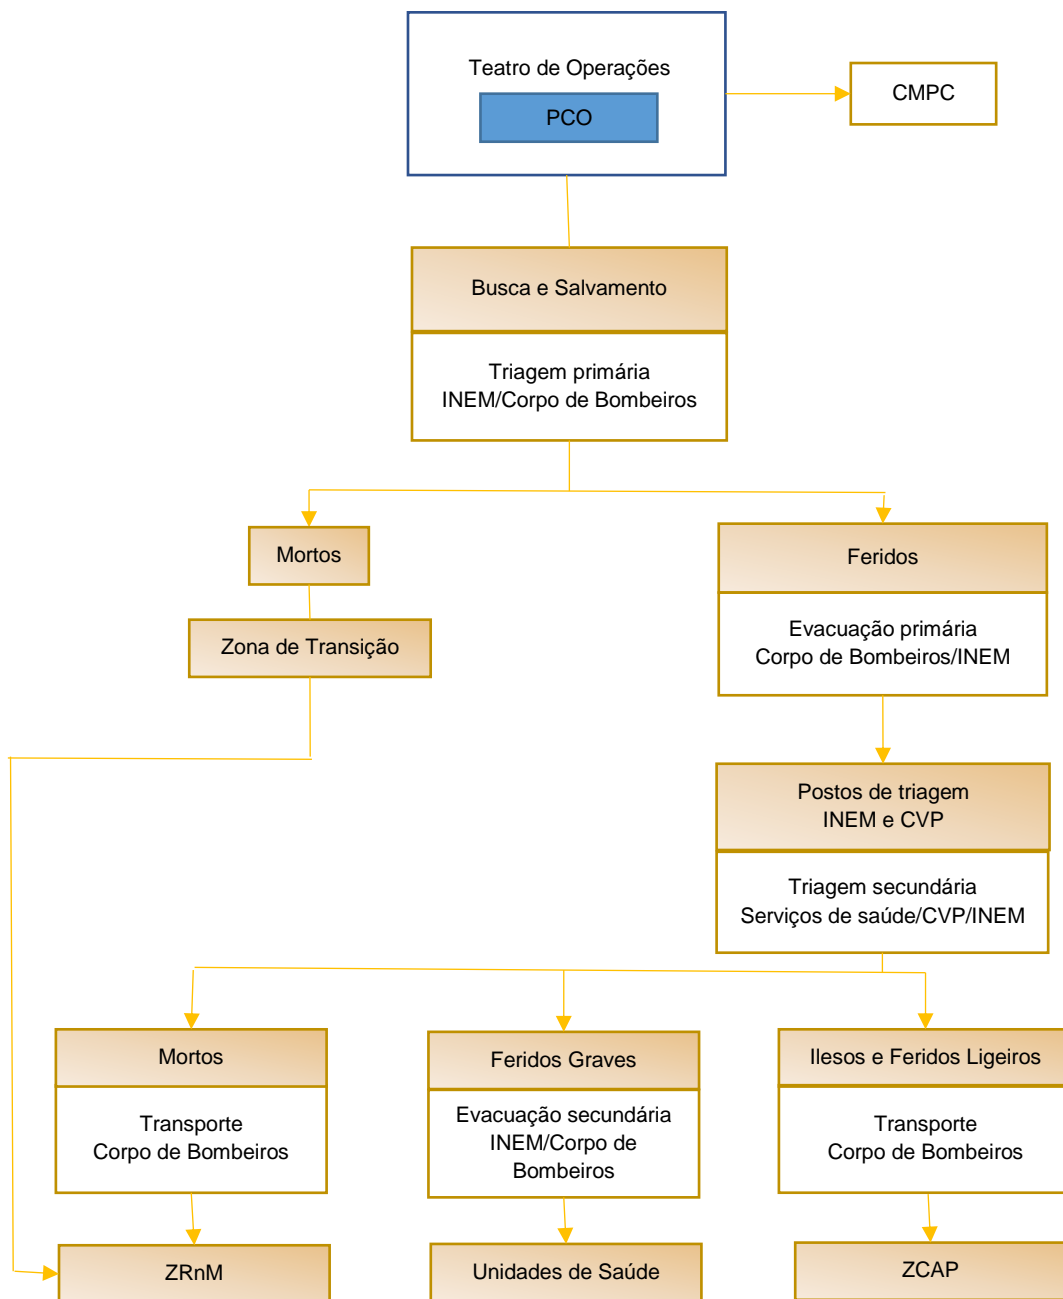 Teatro de Operações
PCO
CMPC
Busca e Salvamento
Triagem primária
INEM/Corpo de Bombeiros
Mortos
Zona de Transição
Feridos
Evacuação primária
Corpo de Bombeiros/INEM
Postos de triagem
INEM e CVP
Triagem secundária
Serviços de saúde/CVP/INEM
Mortos
Transporte
Corpo de Bombeiros
Feridos Graves
Evacuação secundária
INEM/Corpo de
Bombeiros
Ilesos e Feridos Ligeiros
Transporte
Corpo de Bombeiros
ZRnM
Unidades de Saúde
ZCAP